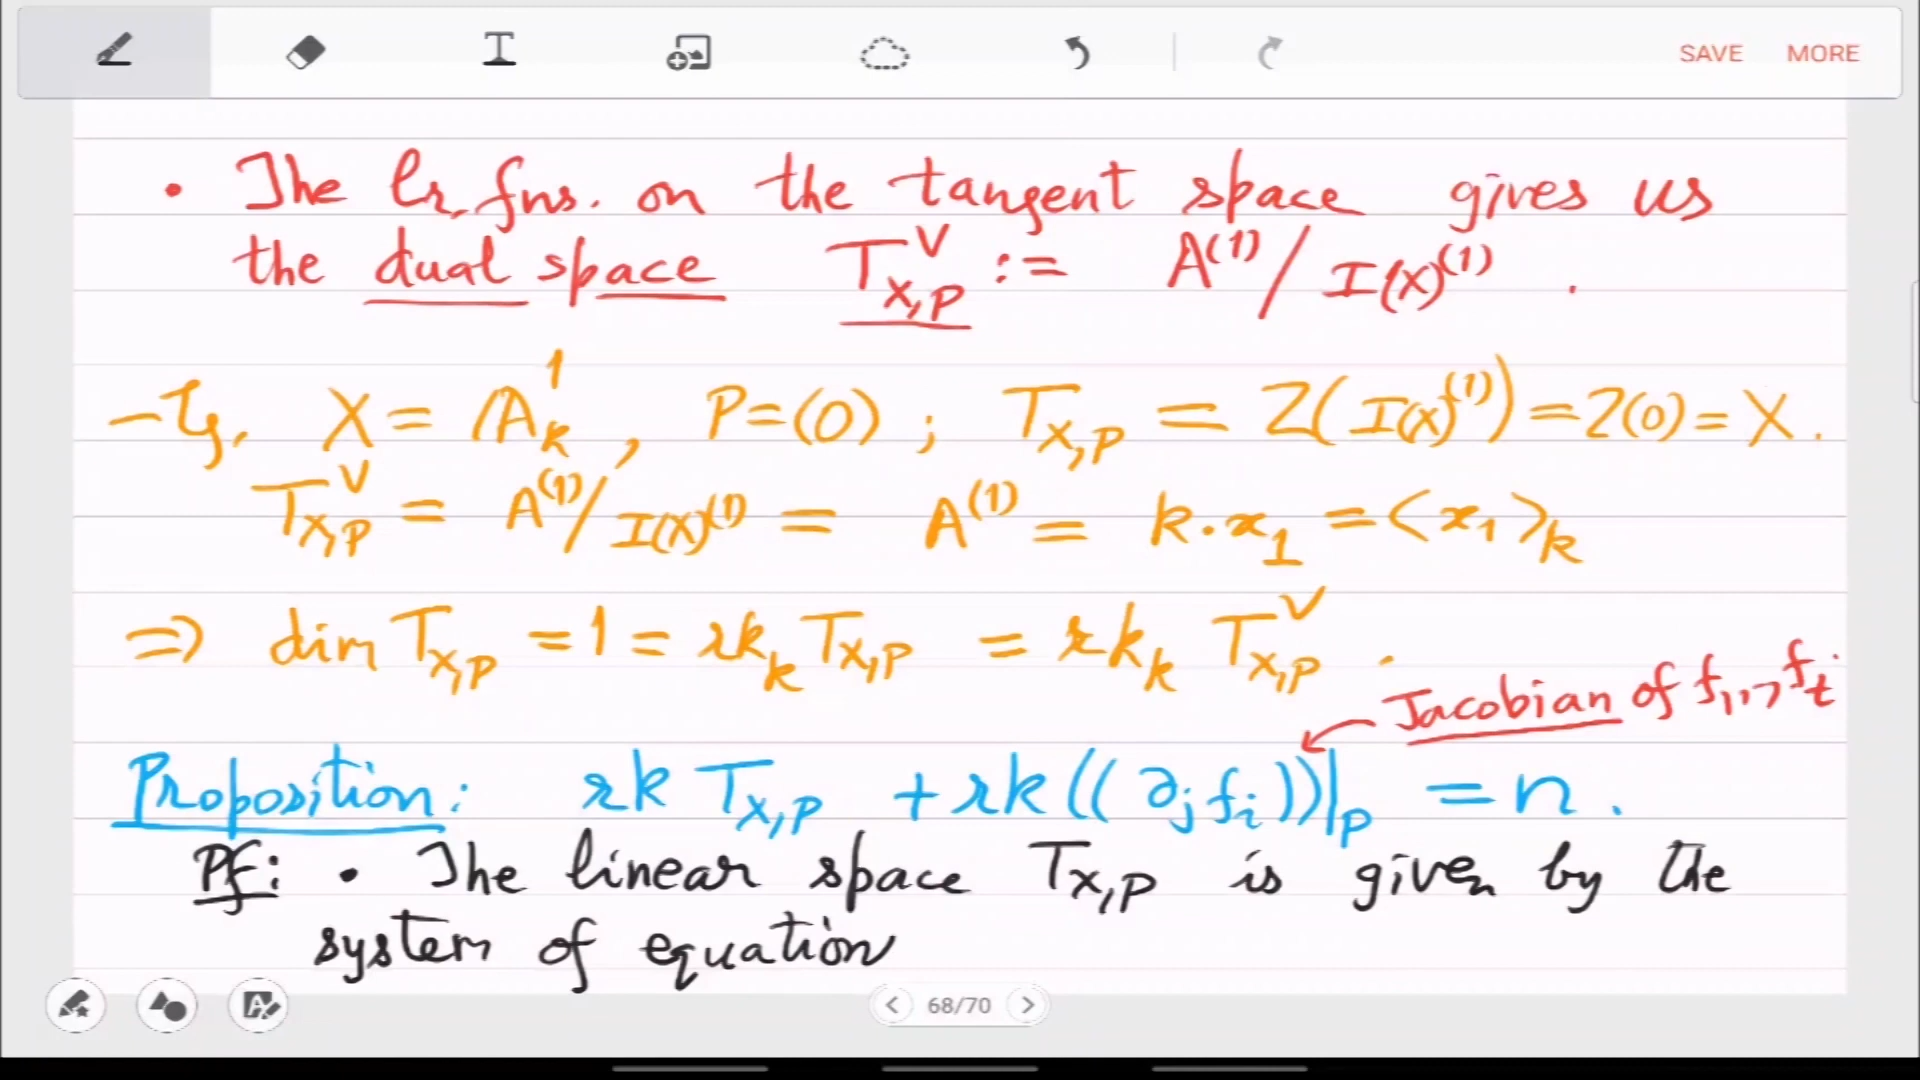 SAVE MORE
• The lr. fns. on the tangent space gives us
the dual space T^∨_{X,P} := A^{(1)}/I(X)^{(1)}.
- Eg. X = A^1_k, P=(0); T_{X,P} = Z(I(X)^{(1)}) = Z(0) = X.
T^∨_{X,P} = A^{(1)}/I(X)^{(1)} = A^{(1)} = k·x_1 = <x_1>_k
⇒ dim T_{X,P} = 1 = rk_k T_{X,P} = rk_k T^∨_{X,P}.
Jacobian of f_1,..,f_t.
Proposition: rk T_{X,P} + rk((∂_j f_i))|_P = n.
Pf: • The linear space T_{X,P} is given by the
system of equation
68/70